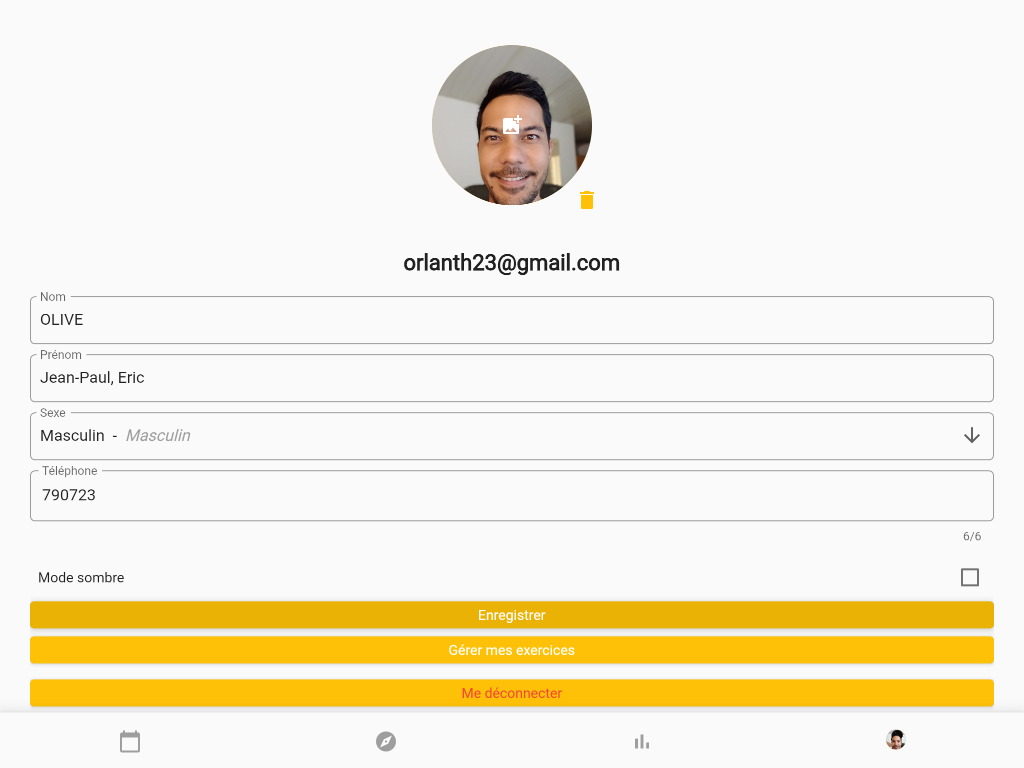 orlanth23@gmail.com
Nom
OLIVE
Prénom
Jean-Paul, Eric
Sexe
Masculin - Masculin
Téléphone
790723
6/6
Mode sombre
Enregistrer
Gérer mes exercices
Me déconnecter